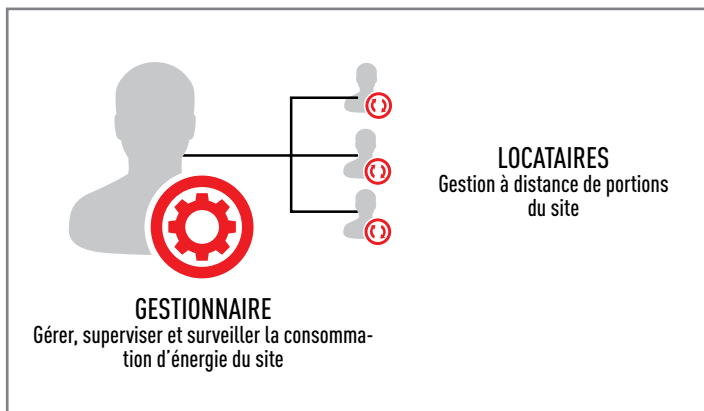 LOCATAIRES
Gestion à distance de portions
du site
GESTIONNAIRE
Gérer, superviser et surveiller la consomma-
tion d'énergie du site